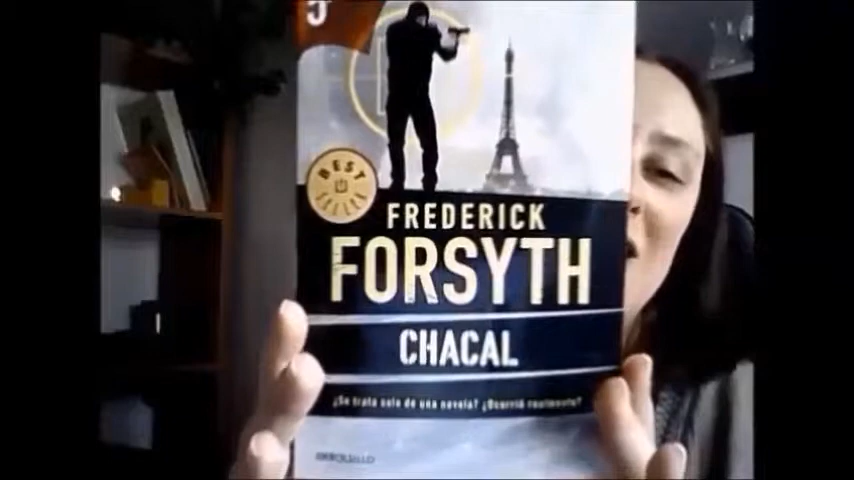 BEST
SELLER
FREDERICK
FORSYTH
CHACAL
¿Se trata solo de una novela? ¿Ocurrió realmente?
DEBOLSILLO